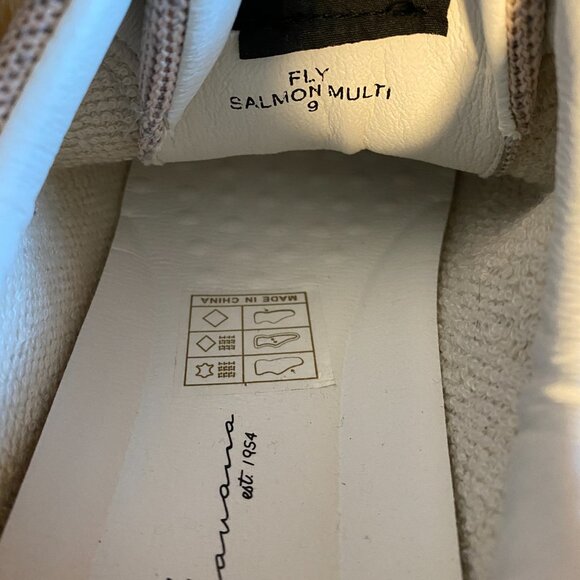 FLY
SALMON MULTI
9
MADE IN CHINA
est. 1954